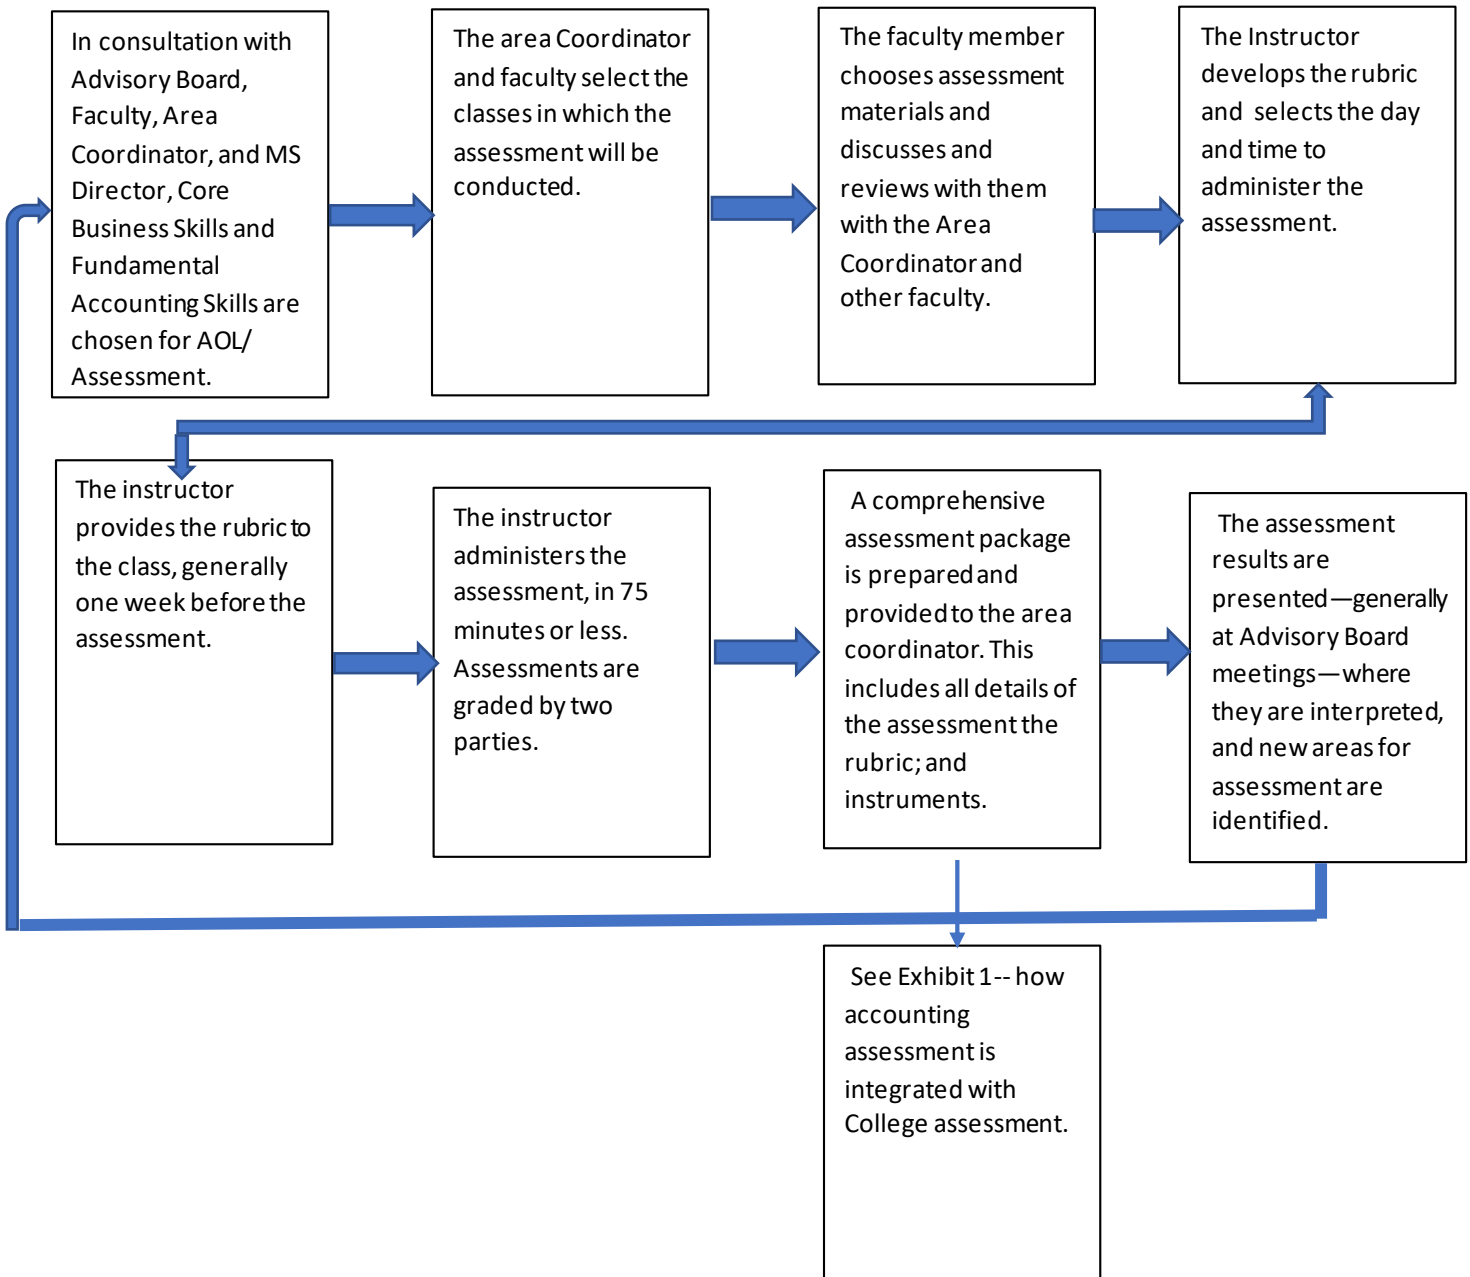 In consultation with
Advisory Board,
Faculty, Area
Coordinator, and MS
Director, Core
Business Skills and
Fundamental
Accounting Skills are
chosen for AOL/
Assessment.
The area Coordinator
and faculty select the
classes in which the
assessment will be
conducted.
The faculty member
chooses assessment
materials and
discusses and
reviews with them
with the Area
Coordinator and
other faculty.
The Instructor
develops the rubric
and selects the day
and time to
administer the
assessment.
The instructor
provides the rubric to
the class, generally
one week before the
assessment.
The instructor
administers the
assessment, in 75
minutes or less.
Assessments are
graded by two
parties.
A comprehensive
assessment package
is prepared and
provided to the area
coordinator. This
includes all details of
the assessment the
rubric; and
instruments.
The assessment
results are
presented—generally
at Advisory Board
meetings—where
they are interpreted,
and new areas for
assessment are
identified.
See Exhibit 1-- how
accounting
assessment is
integrated with
College assessment.